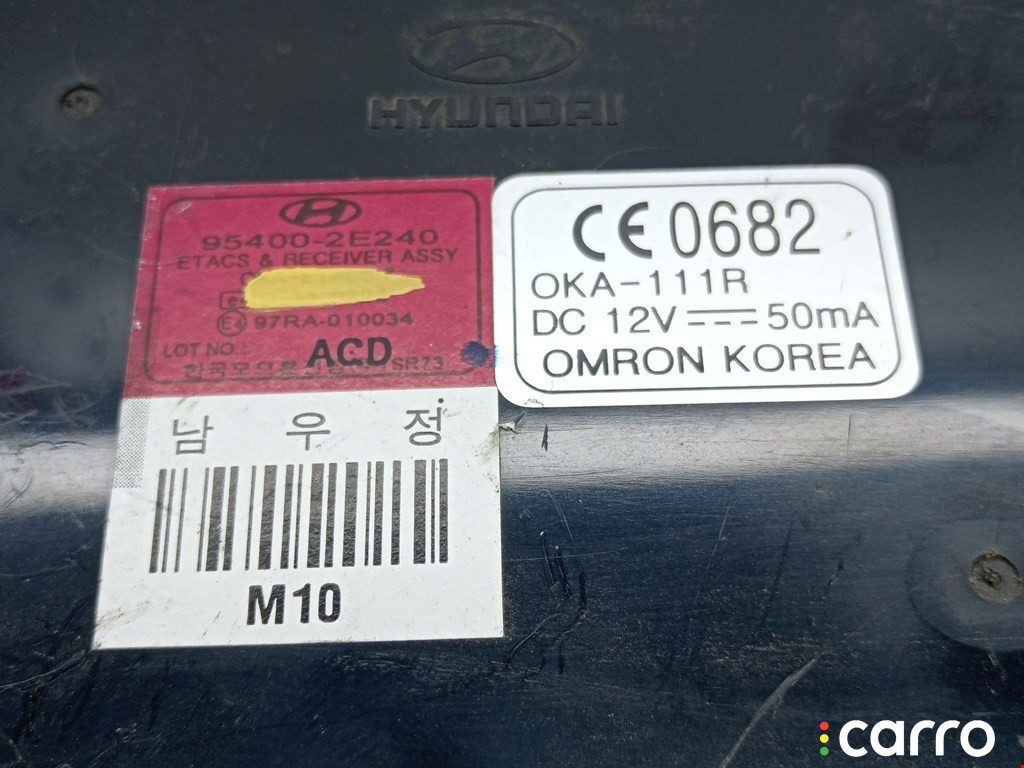 HYUNDAI
95400-2E240
ETACS & RECEIVER ASSY
E4 97RA-010034
LOT NO.:
ACD
SR73
CE 0682
OKA-111R
DC 12V 50mA
OMRON KOREA
남 우 정
M10
carro